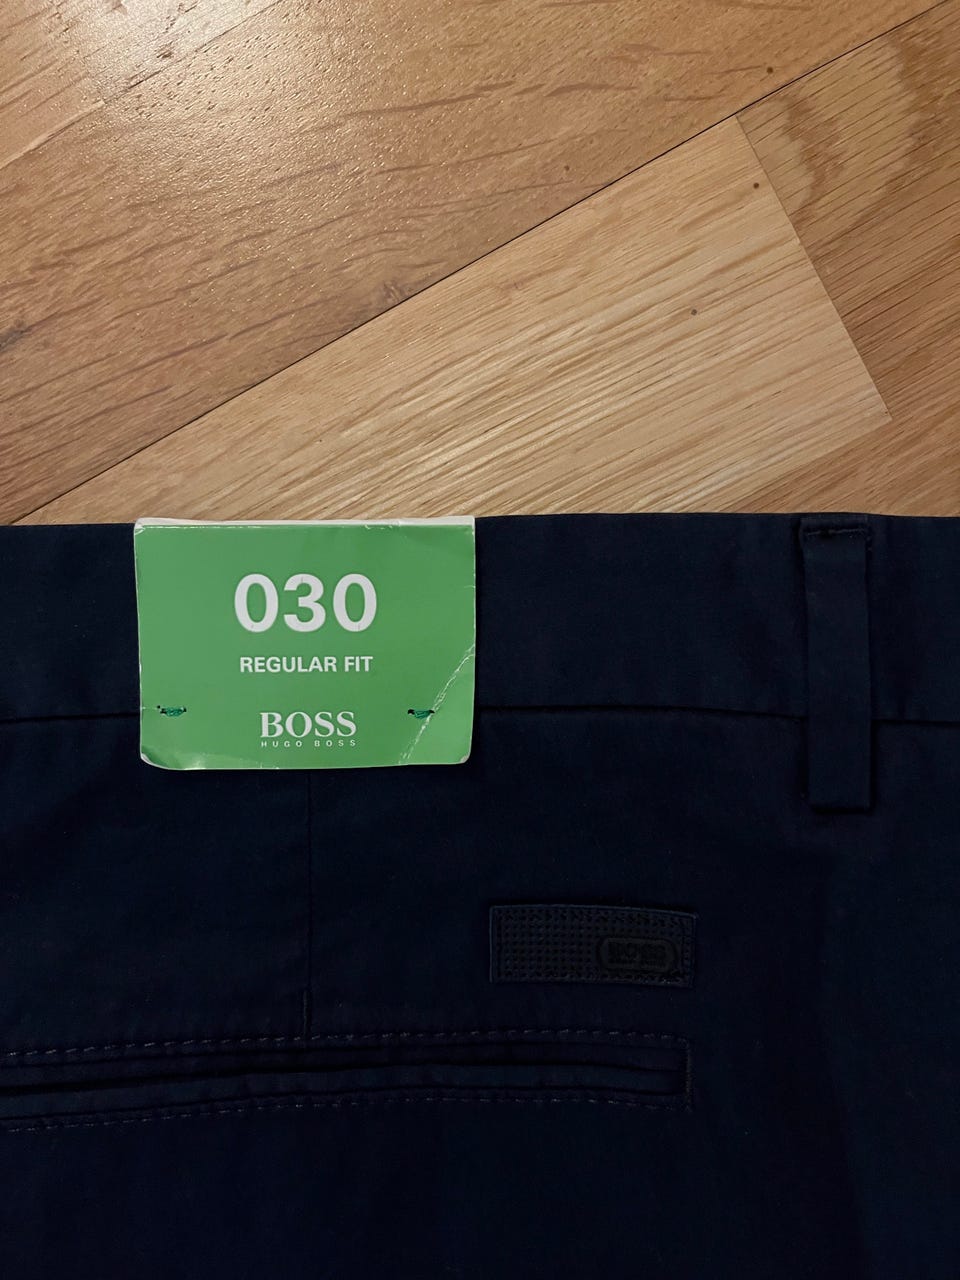 030
REGULAR FIT
BOSS
HUGO BOSS